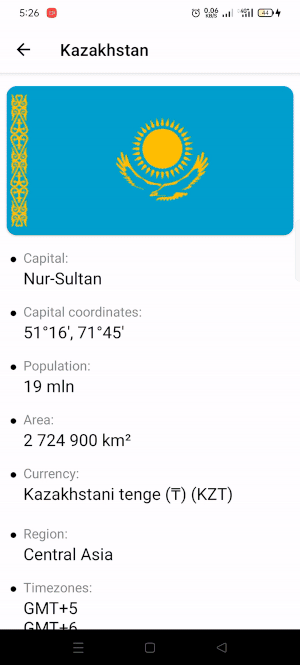 5:26
0.06
KB/S
44
Kazakhstan
Capital:
Nur-Sultan
Capital coordinates:
51°16', 71°45'
Population:
19 mln
Area:
2 724 900 km²
Currency:
Kazakhstani tenge (₸) (KZT)
Region:
Central Asia
Timezones:
GMT+5
GMT+6